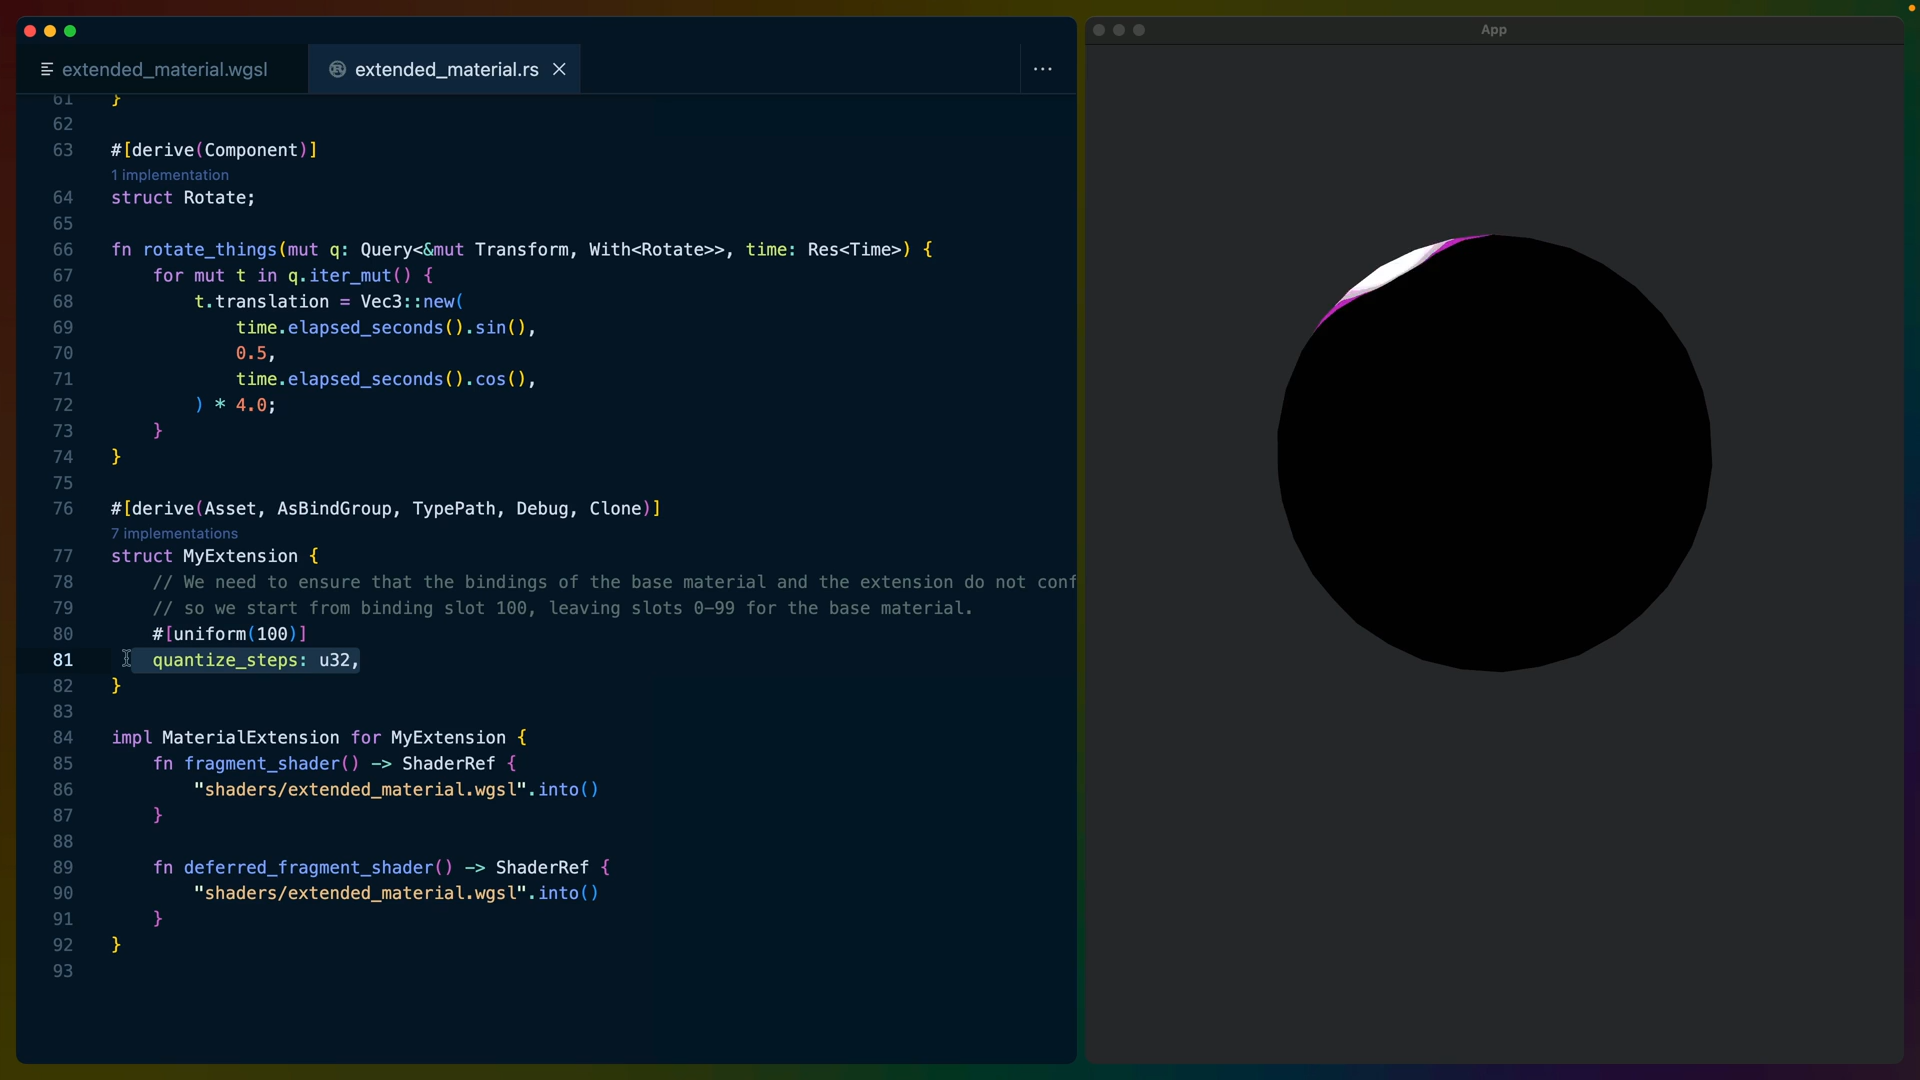 extended_material.wgsl
extended_material.rs
App
61 }
62
63 #[derive(Component)]
1 implementation
64 struct Rotate;
65
66 fn rotate_things(mut q: Query<&mut Transform, With<Rotate>>, time: Res<Time>) {
67 for mut t in q.iter_mut() {
68 t.translation = Vec3::new(
69 time.elapsed_seconds().sin(),
70 0.5,
71 time.elapsed_seconds().cos(),
72 ) * 4.0;
73 }
74 }
75
76 #[derive(Asset, AsBindGroup, TypePath, Debug, Clone)]
7 implementations
77 struct MyExtension {
78 // We need to ensure that the bindings of the base material and the extension do not conf
79 // so we start from binding slot 100, leaving slots 0-99 for the base material.
80 #[uniform(100)]
81 quantize_steps: u32,
82 }
83
84 impl MaterialExtension for MyExtension {
85 fn fragment_shader() -> ShaderRef {
86 "shaders/extended_material.wgsl".into()
87 }
88
89 fn deferred_fragment_shader() -> ShaderRef {
90 "shaders/extended_material.wgsl".into()
91 }
92 }
93